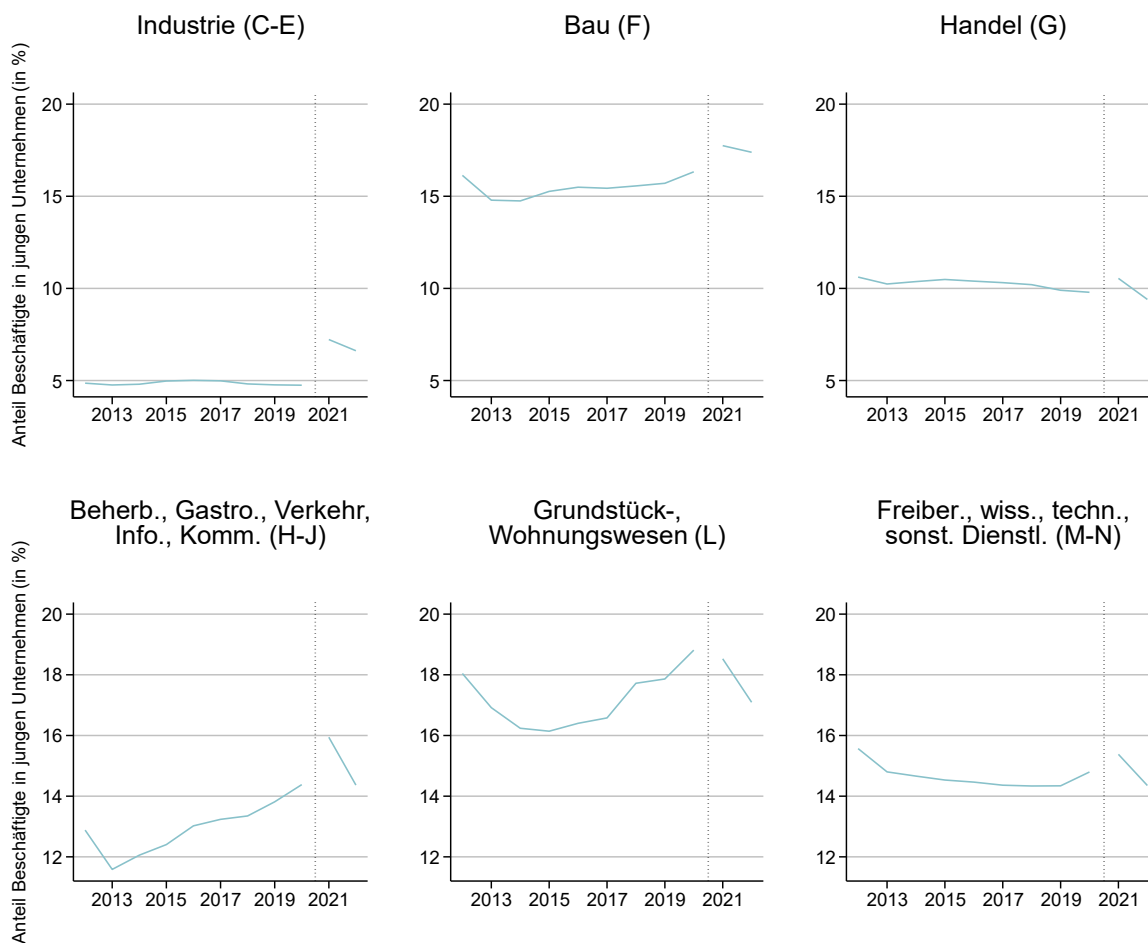 Industrie (C-E)
Bau (F)
Handel (G)
Anteil Beschäftigte in jungen Unternehmen (in %)
20
15
10
5
2013 2015 2017 2019 2021
20
15
10
5
2013 2015 2017 2019 2021
20
15
10
5
2013 2015 2017 2019 2021
Beherb., Gastro., Verkehr,
Info., Komm. (H-J)
Grundstück-,
Wohnungswesen (L)
Freiber., wiss., techn.,
sonst. Dienstl. (M-N)
Anteil Beschäftigte in jungen Unternehmen (in %)
20
18
16
14
12
2013 2015 2017 2019 2021
20
18
16
14
12
2013 2015 2017 2019 2021
20
18
16
14
12
2013 2015 2017 2019 2021